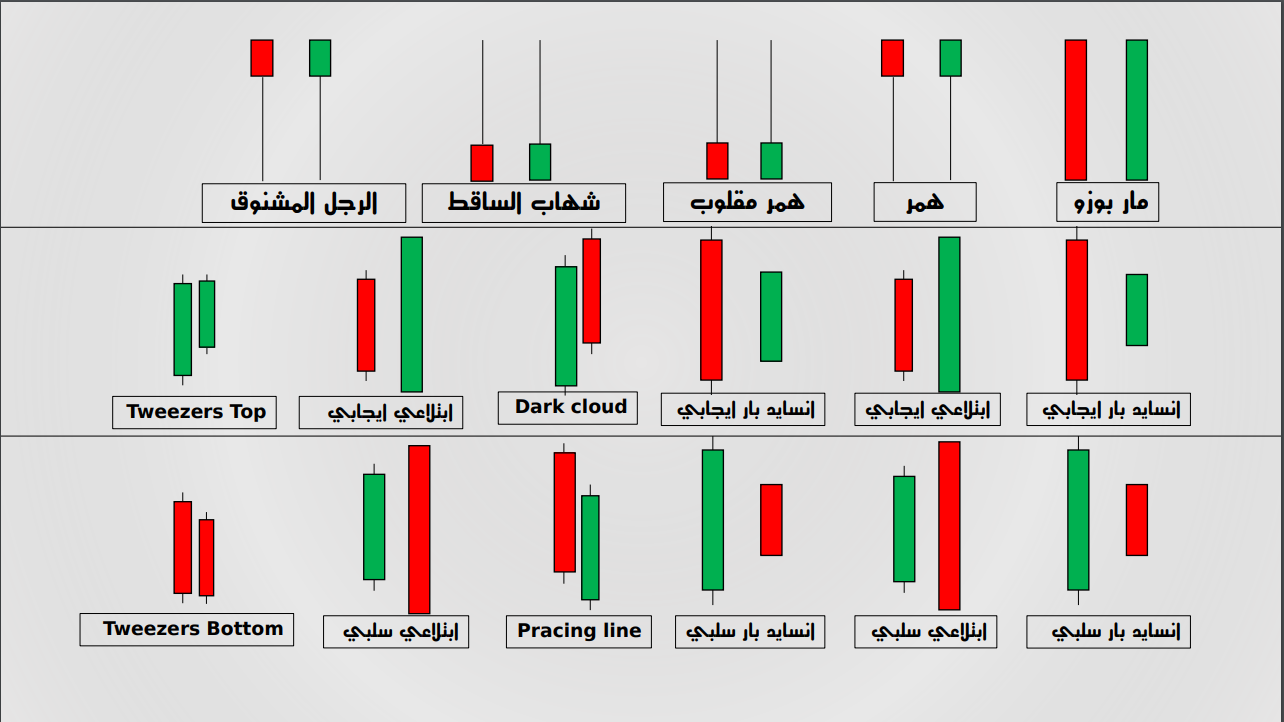 مار بوزو
همر
همر مقلوب
شهاب الساقط
الرجل المشنوق
انسايد بار ايجابي
ابتلاعي ايجابي
انسايد بار ايجابي
Dark cloud
ابتلاعي ايجابي
Tweezers Top
انسايد بار سلبي
ابتلاعي سلبي
انسايد بار سلبي
Pracing line
ابتلاعي سلبي
Tweezers Bottom